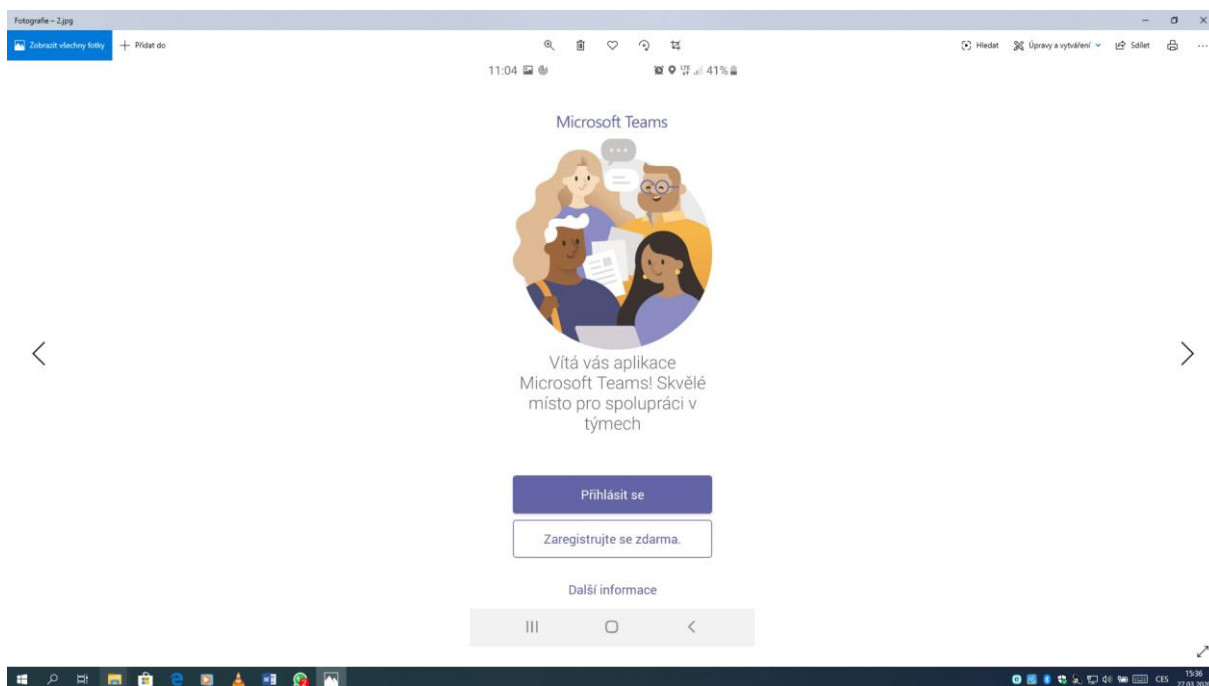 Fotografie – 2.jpg
Zobrazit všechny fotky
Přidat do
Hledat
Úpravy a vytváření
Sdílet
11:04
LTE
41%
Microsoft Teams
Vítá vás aplikace
Microsoft Teams! Skvělé
místo pro spolupráci v
týmech
Přihlásit se
Zaregistrujte se zdarma.
Další informace
CES
15:36